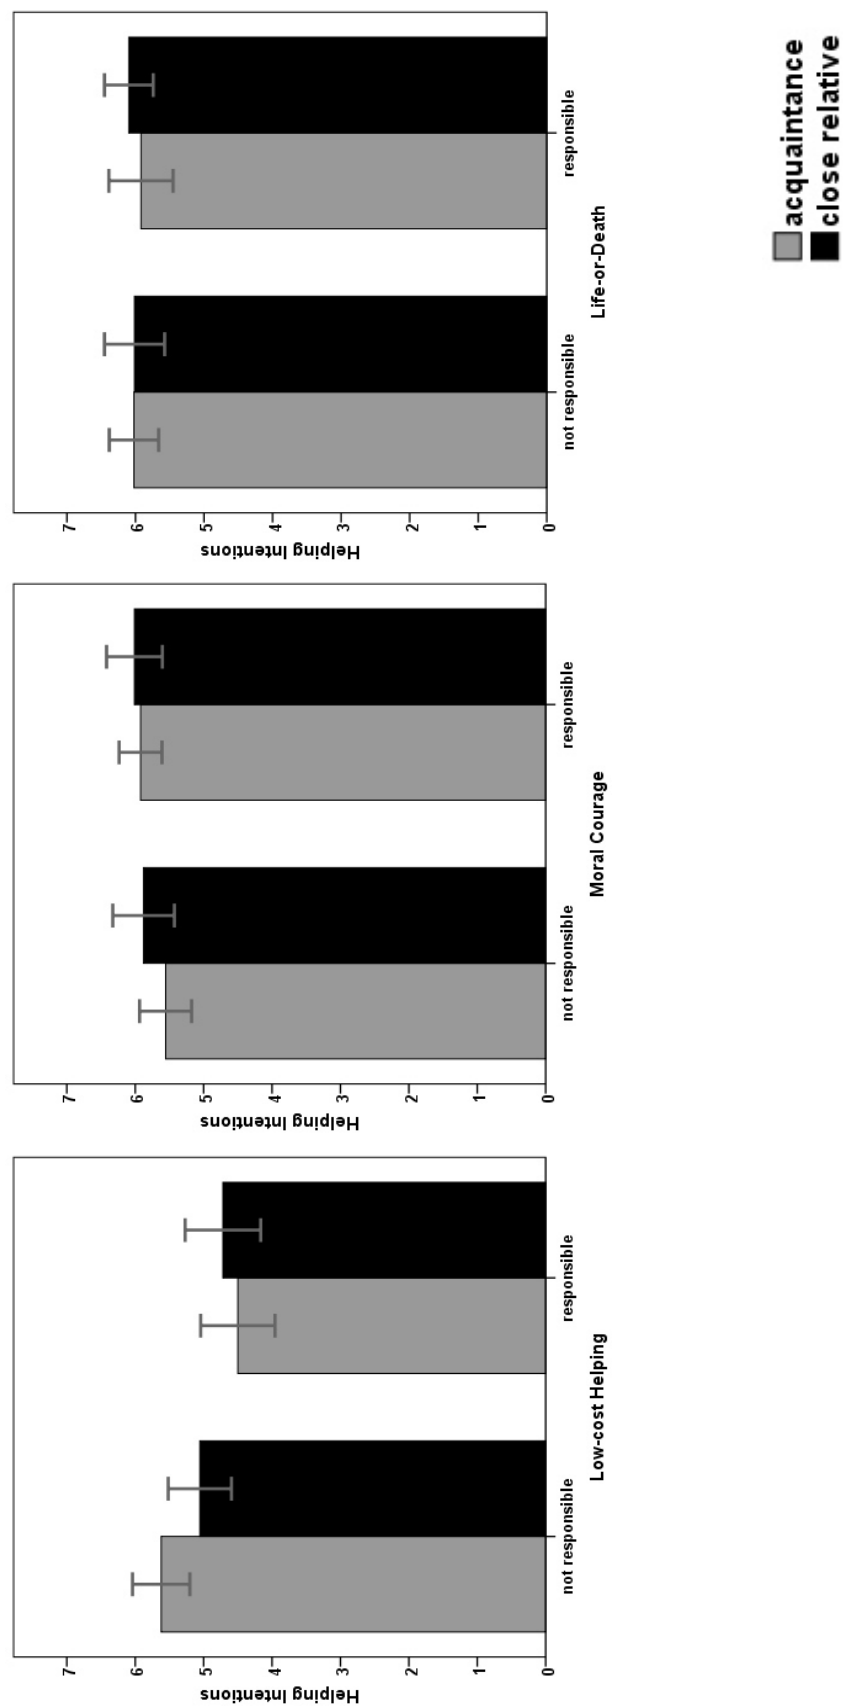 Helping Intentions
7
6
5
4
3
2
1
0
not responsible
responsible
Low-cost Helping
Helping Intentions
7
6
5
4
3
2
1
0
not responsible
responsible
Moral Courage
Helping Intentions
7
6
5
4
3
2
1
0
not responsible
responsible
Life-or-Death
acquaintance
close relative